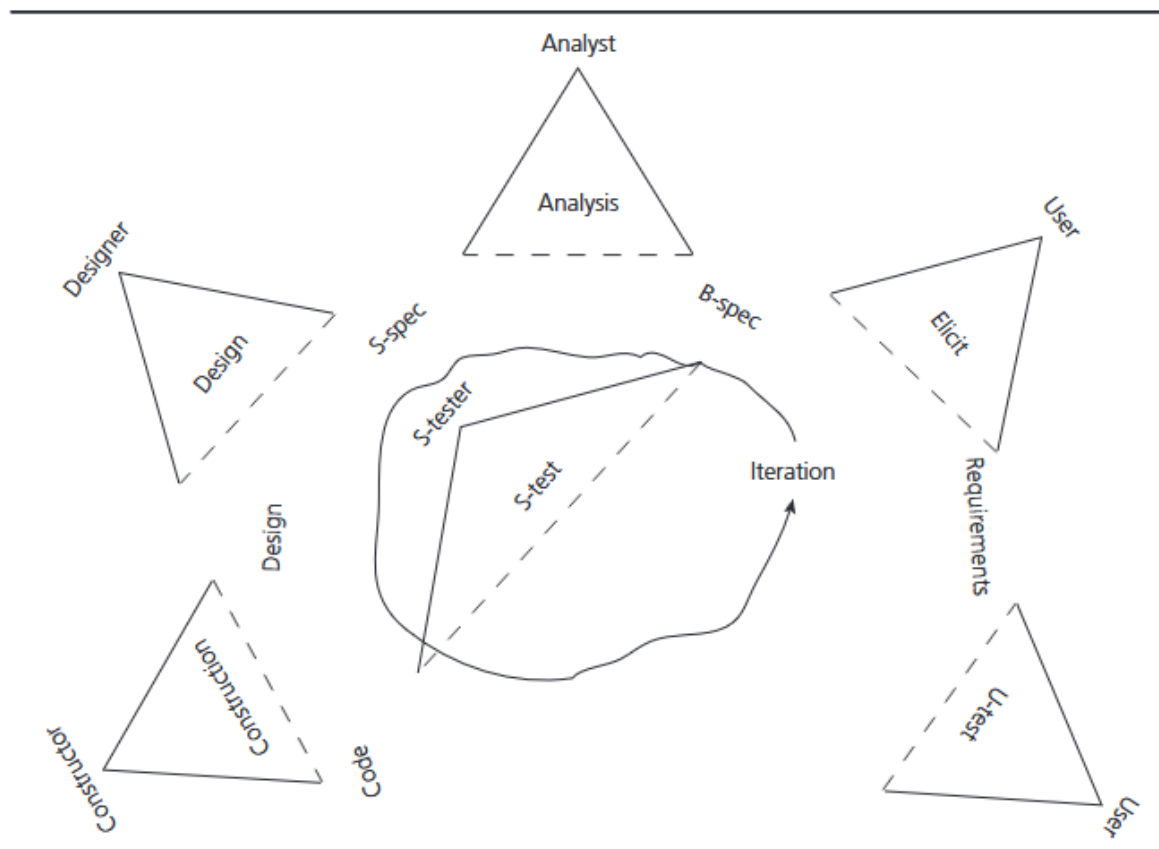 Analyst
Analysis
User
Designer
Elicit
B-spec
S-spec
Design
S-tester
S-test
Iteration
Requirements
Design
Construction
U-test
Constructor
Code
User